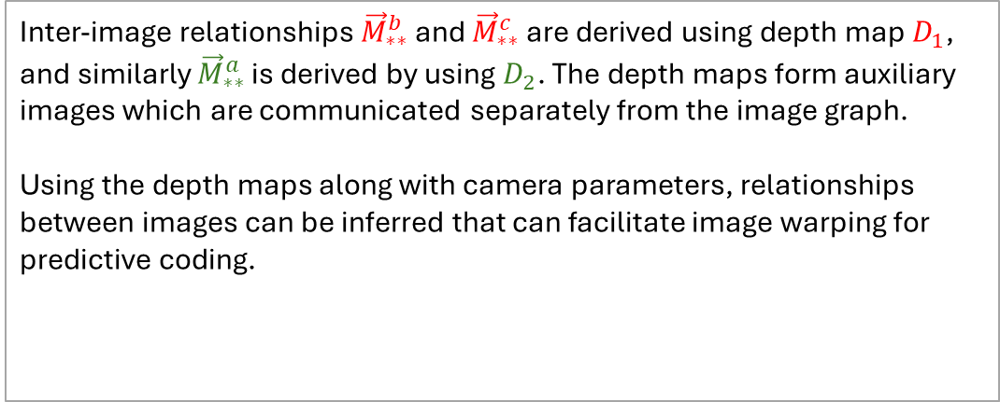 Inter-image relationships $\vec{M}^{b}_{**}$ and $\vec{M}^{c}_{**}$ are derived using depth map $D_1$,
and similarly $\vec{M}^{a}_{**}$ is derived by using $D_2$. The depth maps form auxiliary
images which are communicated separately from the image graph.
Using the depth maps along with camera parameters, relationships
between images can be inferred that can facilitate image warping for
predictive coding.